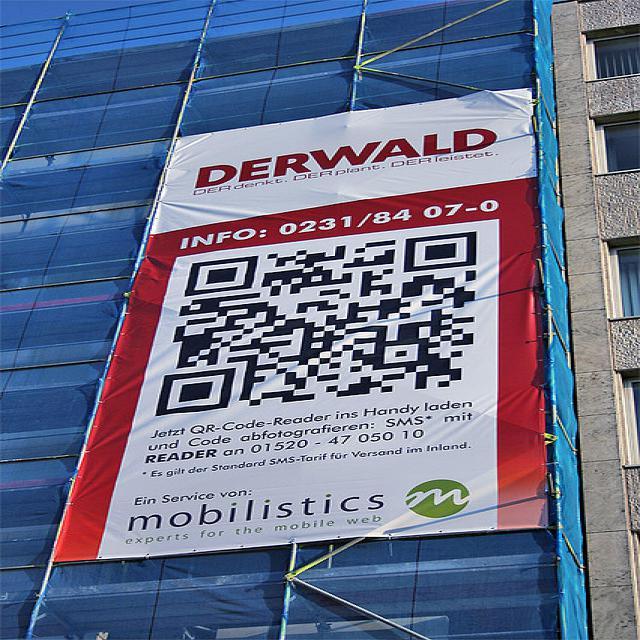 DERWALD
DER denkt. DER plant. DER leistet.
INFO: 0231/84 07-0
Jetzt QR-Code-Reader ins Handy laden
und Code abfotografieren: SMS* mit
READER an 01520 - 47 050 10
* Es gilt der Standard SMS-Tarif für Versand im Inland.
Ein Service von:
mobilistics m
experts for the mobile web